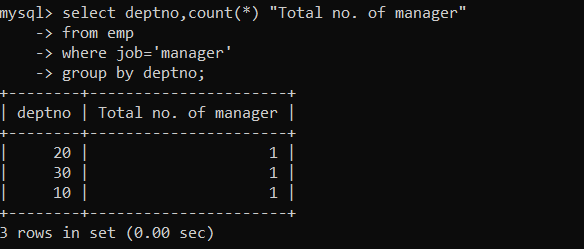 mysql> select deptno,count(*) "Total no. of manager"
    -> from emp
    -> where job='manager'
    -> group by deptno;
+--------+----------------------+
| deptno | Total no. of manager |
+--------+----------------------+
|     20 |                    1 |
|     30 |                    1 |
|     10 |                    1 |
+--------+----------------------+
3 rows in set (0.00 sec)